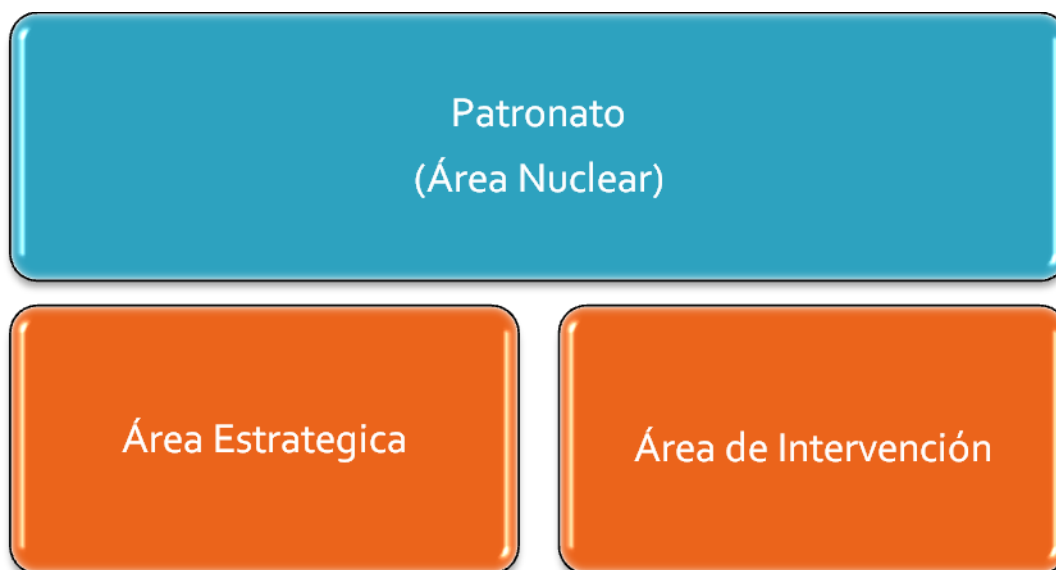 Patronato
(Área Nuclear)
Área Estrategica
Área de Intervención